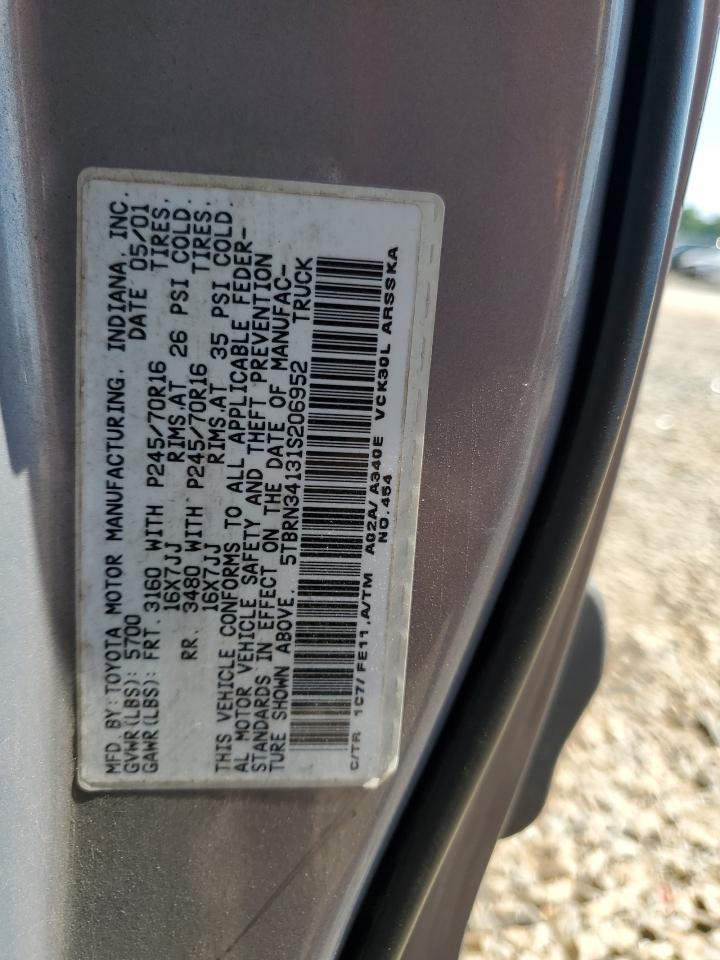 MFD BY: TOYOTA MOTOR MANUFACTURING, INDIANA, INC.
GVWR(LBS): 5700 DATE 05/01
GAWR(LBS): FRT. 3160 WITH P245/70R16 TIRES,
16X7JJ RIMS,AT 26 PSI COLD.
RR. 3480 WITH P245/70R16 TIRES,
16X7JJ RIMS,AT 35 PSI COLD.
THIS VEHICLE CONFORMS TO ALL APPLICABLE FEDER-
AL MOTOR VEHICLE SAFETY AND THEFT PREVENTION
STANDARDS IN EFFECT ON THE DATE OF MANUFAC-
TURE SHOWN ABOVE. 5TBRN34131S206952 TRUCK
C/TR 1C7/ FE11 ,A/TM A02A/ A340E VCK30L ARSSKA
NO.454